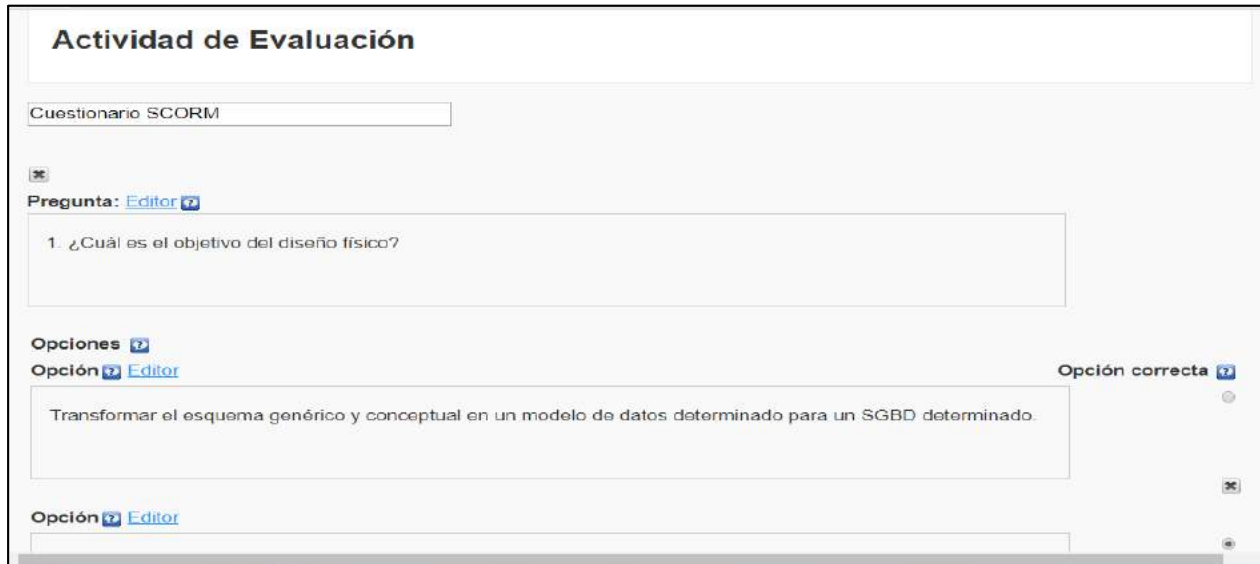 Actividad de Evaluación
Cuestionario SCORM
Pregunta: Editor
1. ¿Cuál es el objetivo del diseño físico?
Opciones
Opción Editor
Opción correcta
Transformar el esquema genérico y conceptual en un modelo de datos determinado para un SGBD determinado.
Opción Editor